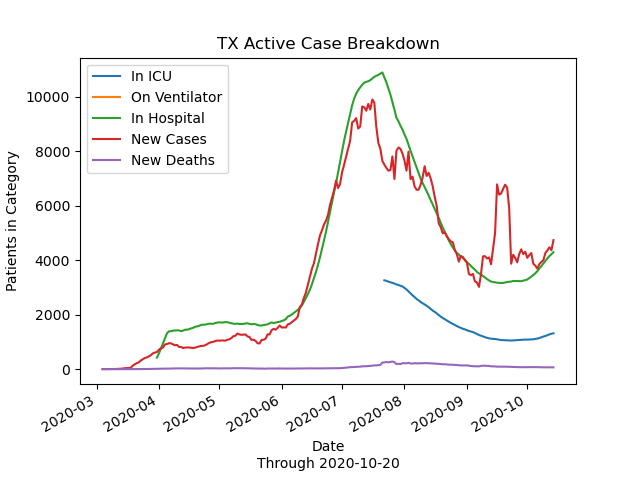 TX Active Case Breakdown
In ICU
On Ventilator
In Hospital
New Cases
New Deaths
Patients in Category
10000
8000
6000
4000
2000
0
2020-03
2020-04
2020-05
2020-06
2020-07
2020-08
2020-09
2020-10
Date
Through 2020-10-20